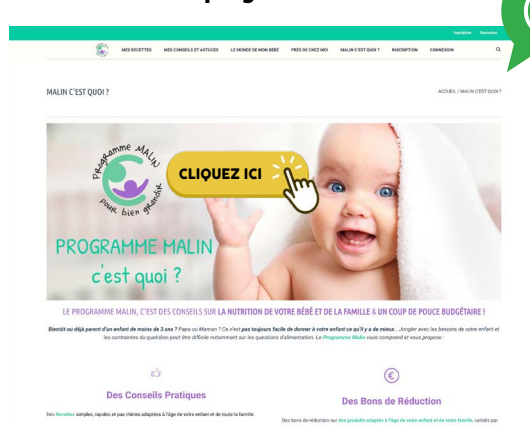 Inscription Connexion
MES RECETTES MES CONSEILS ET ASTUCES LE MONDE DE MON BÉBÉ PRÈS DE CHEZ MOI MALIN C'EST QUOI ? INSCRIPTION CONNEXION
MALIN C'EST QUOI ?
ACCUEIL / MALIN C'EST QUOI ?
Programme MALIN
pour bien grandir
CLIQUEZ ICI
PROGRAMME MALIN
c'est quoi ?
LE PROGRAMME MALIN, C'EST DES CONSEILS SUR LA NUTRITION DE VOTRE BÉBÉ ET DE LA FAMILLE & UN COUP DE POUCE BUDGÉTAIRE !
Bientôt ou déjà parent d'un enfant de moins de 3 ans ? Papa ou Maman ? Ce n'est pas toujours facile de donner à votre enfant ce qu'il y a de mieux... Jongler avec les besoins de votre enfant et
les contraintes du quotidien peut être difficile notamment sur les questions d'alimentation. Le Programme Malin vous comprend et vous propose :
Des Conseils Pratiques
Des Recettes simples, rapides et pas chères adaptées à l'âge de votre enfant et de toute la famille.
€
Des Bons de Réduction
Des bons de réduction sur des produits adaptés à l'âge de votre enfant et de votre famille, validés par